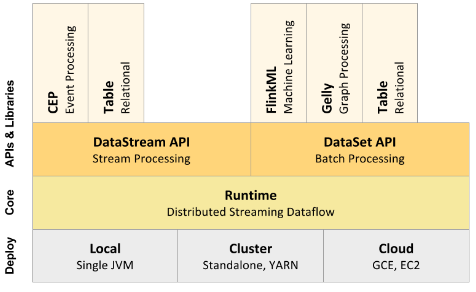 CEP
Event Processing
Table
Relational
FlinkML
Machine Learning
Gelly
Graph Processing
Table
Relational
APIs & Libraries
DataStream API
Stream Processing
DataSet API
Batch Processing
Core
Runtime
Distributed Streaming Dataflow
Deploy
Local
Single JVM
Cluster
Standalone, YARN
Cloud
GCE, EC2